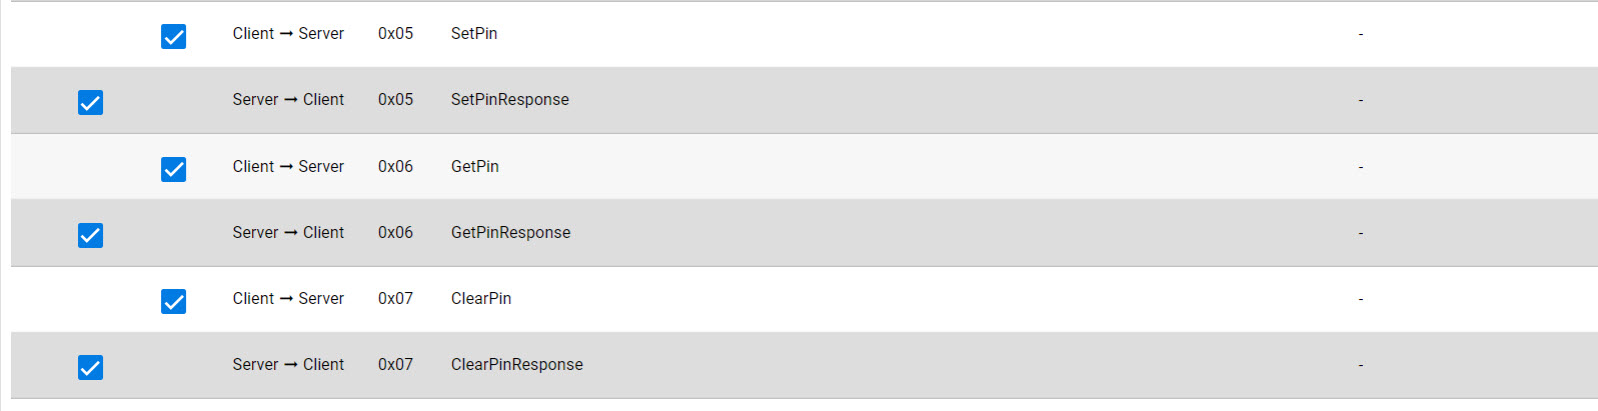 Client → Server 0x05 SetPin -
Server → Client 0x05 SetPinResponse -
Client → Server 0x06 GetPin -
Server → Client 0x06 GetPinResponse -
Client → Server 0x07 ClearPin -
Server → Client 0x07 ClearPinResponse -